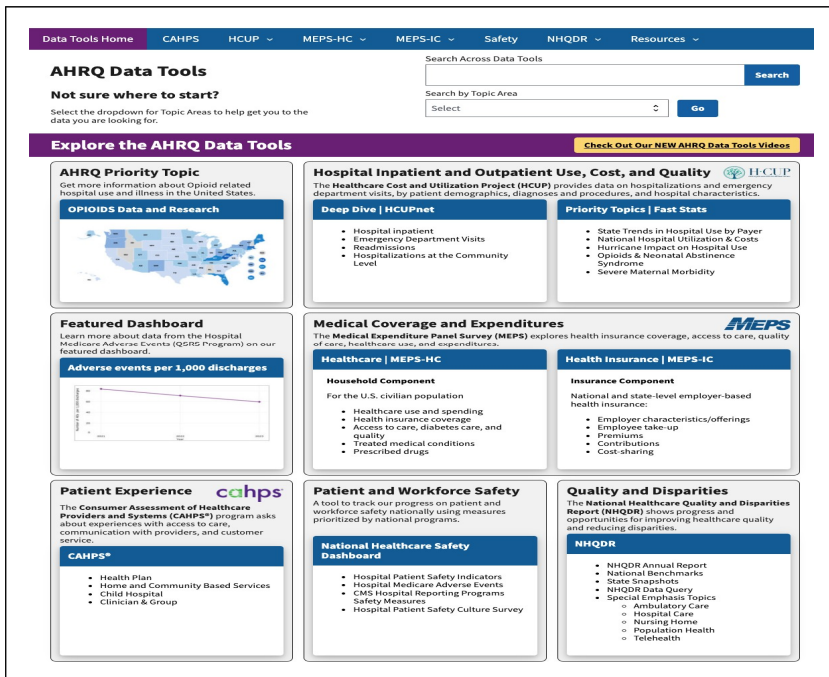 Data Tools Home CAHPS HCUP MEPS-HC MEPS-IC Safety NHQDR Resources
AHRQ Data Tools
Not sure where to start?
Select the dropdown for Topic Areas to help get you to the
data you are looking for.
Search Across Data Tools
Search
Search by Topic Area
Select
Go
Explore the AHRQ Data Tools
Check Out Our NEW AHRQ Data Tools Videos
AHRQ Priority Topic
Get more information about Opioid related
hospital use and illness in the United States.
OPIOIDS Data and Research
Hospital Inpatient and Outpatient Use, Cost, and Quality
H-CUP
The Healthcare Cost and Utilization Project (HCUP) provides data on hospitalizations and emergency
department visits, by patient demographics, diagnoses and procedures, and hospital characteristics.
Deep Dive | HCUPnet
• Hospital inpatient
• Emergency Department Visits
• Readmissions
• Hospitalizations at the Community
Level
Priority Topics | Fast Stats
• State Trends in Hospital Use by Payer
• National Hospital Utilization & Costs
• Hurricane Impact on Hospital Use
• Opioids & Neonatal Abstinence
Syndrome
• Severe Maternal Morbidity
Featured Dashboard
Learn more about data from the Hospital
Medicare Adverse Events (QSRS Program) on our
featured dashboard.
Adverse events per 1,000 discharges
Medical Coverage and Expenditures
MEPS
The Medical Expenditure Panel Survey (MEPS) explores health insurance coverage, access to care, quality
of care, healthcare use, and expenditures.
Healthcare | MEPS-HC
Household Component
For the U.S. civilian population
• Healthcare use and spending
• Health insurance coverage
• Access to care, diabetes care, and
quality
• Treated medical conditions
• Prescribed drugs
Health Insurance | MEPS-IC
Insurance Component
National and state-level employer-based
health insurance:
• Employer characteristics/offerings
• Employee take-up
• Premiums
• Contributions
• Cost-sharing
Patient Experience
cahps
The Consumer Assessment of Healthcare
Providers and Systems (CAHPS®) program asks
about experiences with access to care,
communication with providers, and customer
service.
CAHPS®
• Health Plan
• Home and Community Based Services
• Child Hospital
• Clinician & Group
Patient and Workforce Safety
A tool to track our progress on patient and
workforce safety nationally using measures
prioritized by national programs.
National Healthcare Safety
Dashboard
• Hospital Patient Safety Indicators
• Hospital Medicare Adverse Events
• CMS Hospital Reporting Programs
Safety Measures
• Hospital Patient Safety Culture Survey
Quality and Disparities
The National Healthcare Quality and Disparities
Report (NHQDR) shows progress and
opportunities for improving healthcare quality
and reducing disparities.
NHQDR
• NHQDR Annual Report
• National Benchmarks
• State Snapshots
• NHQDR Data Query
• Special Emphasis Topics
○ Ambulatory Care
○ Hospital Care
○ Nursing Home
○ Population Health
○ Telehealth